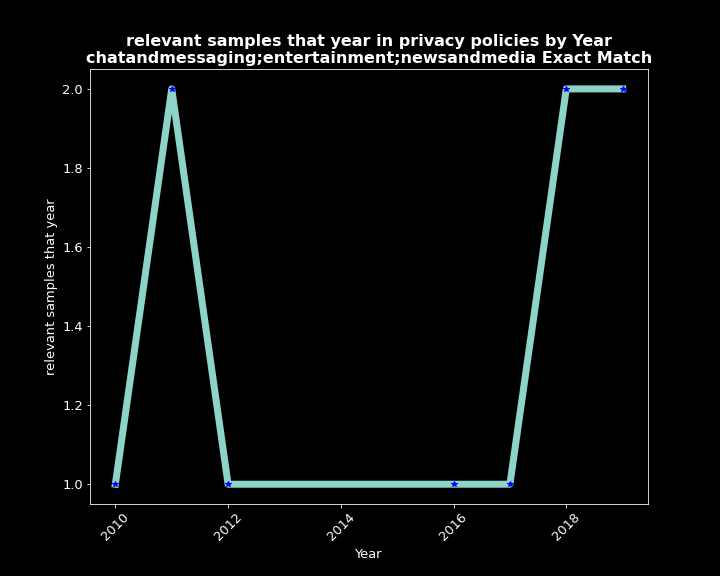 relevant samples that year in privacy policies by Year
chatandmessaging;entertainment;newsandmedia Exact Match
relevant samples that year
2.0
1.8
1.6
1.4
1.2
1.0
2010
2012
2014
2016
2018
Year